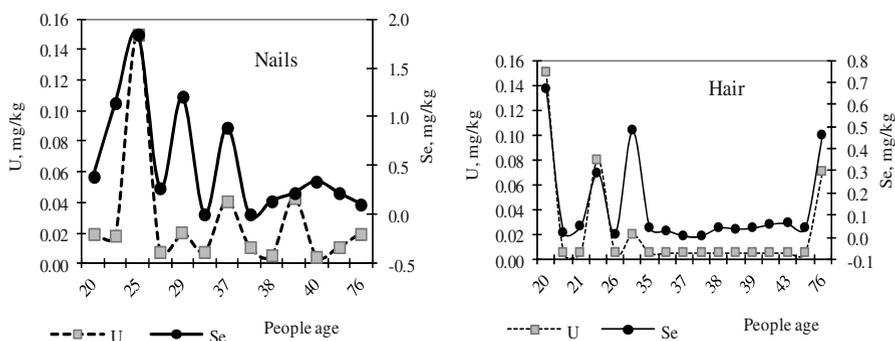 Nails
U, mg/kg
0.16
0.14
0.12
0.10
0.08
0.06
0.04
0.02
0.00
2.0
1.5
1.0
0.5
0.0
-0.5
Se, mg/kg
20 25 29 37 38 40 76
People age
U Se
Hair
U, mg/kg
0.16
0.14
0.12
0.10
0.08
0.06
0.04
0.02
0.00
0.8
0.7
0.6
0.5
0.4
0.3
0.2
0.1
0.0
-0.1
Se, mg/kg
20 21 26 35 37 38 39 45 76
People age
U Se